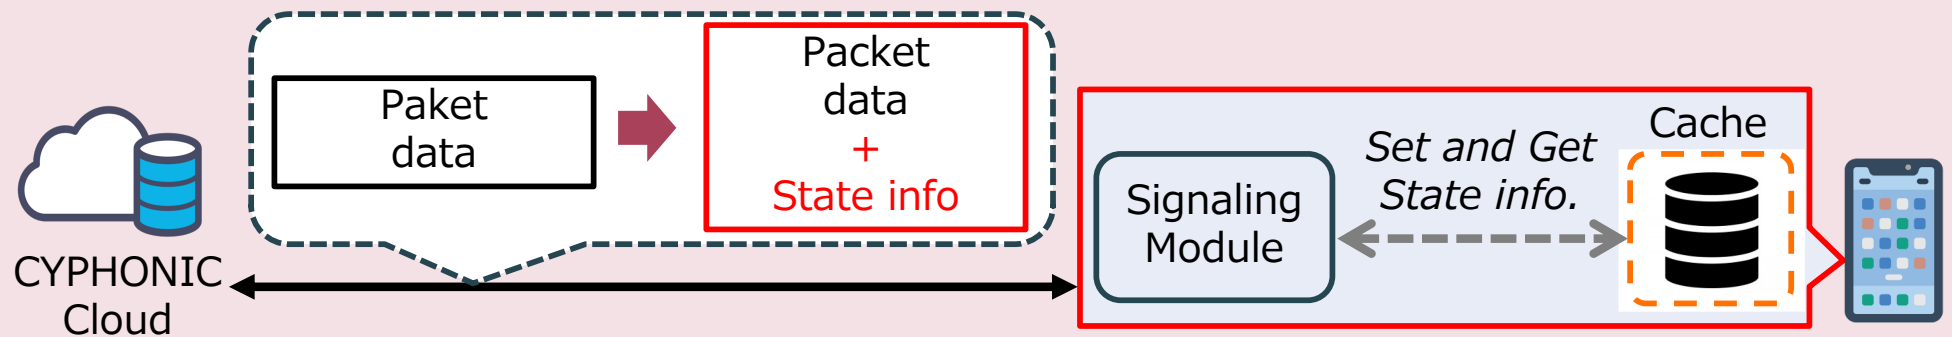 Paket
data
Packet
data
+
State info
CYPHONIC
Cloud
Signaling
Module
Set and Get
State info.
Cache